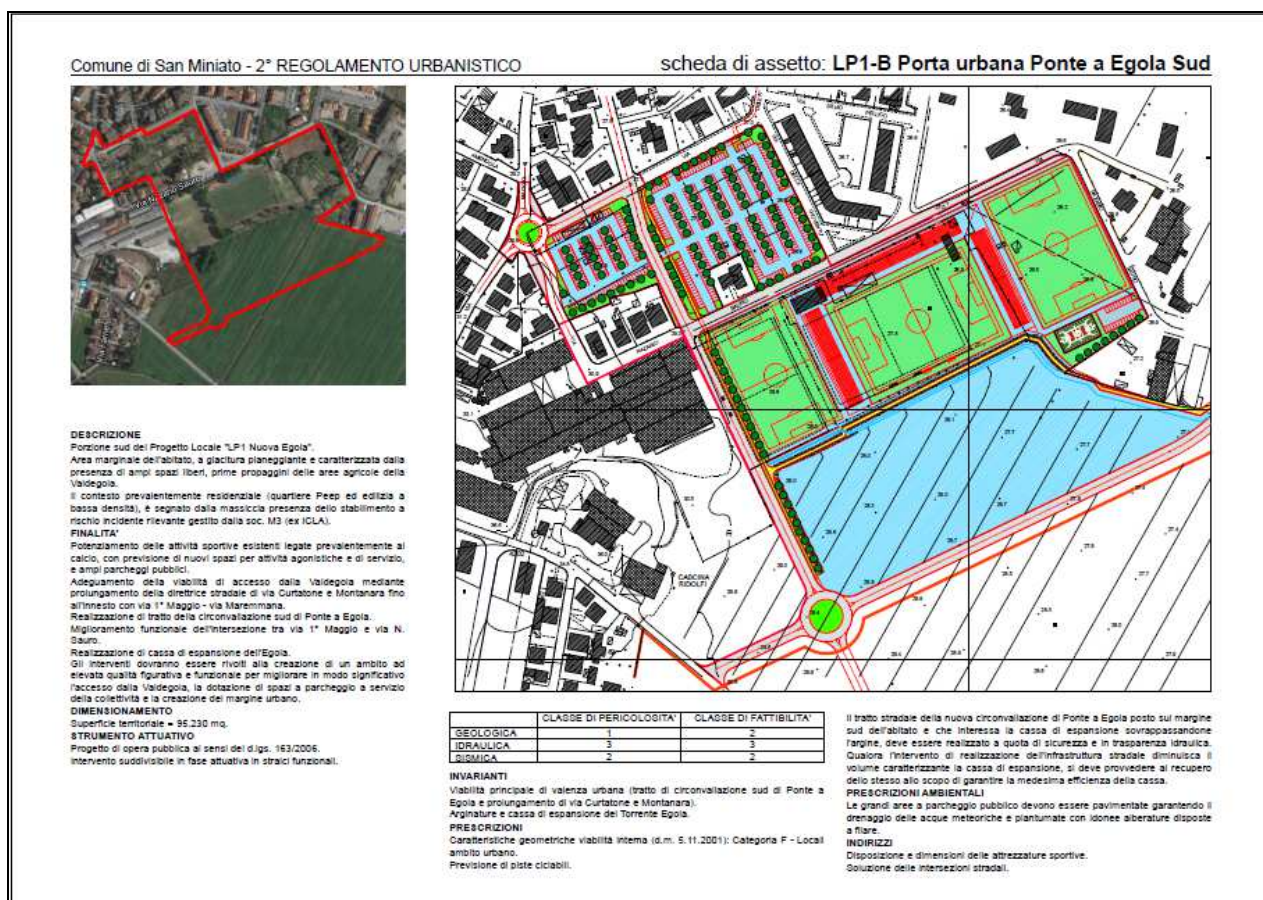 Comune di San Miniato - 2° REGOLAMENTO URBANISTICO
scheda di assetto: LP1-B Porta urbana Ponte a Egola Sud
Via Nazario Sauro
DESCRIZIONE
Porzione sud del Progetto Locale "LP1 Nuova Egola".
Area marginale dell'abitato, a giacitura pianeggiante e caratterizzata dalla
presenza di ampi spazi liberi, prime propaggini delle aree agricole della
Valdegola.
Il contesto prevalentemente residenziale (quartiere Peep ed edilizia a
bassa densità), è segnato dalla massiccia presenza dello stabilimento a
rischio incidente rilevante gestito dalla soc. M3 (ex ICLA).
FINALITA'
Potenziamento delle attività sportive esistenti legate prevalentemente al
calcio, con previsione di nuovi spazi per attività agonistiche e di servizio,
e ampi parcheggi pubblici.
Adeguamento della viabilità di accesso dalla Valdegola mediante
prolungamento della direttrice stradale di via Curtatone e Montanara fino
all'innesto con via 1° Maggio - via Maremmana.
Realizzazione di tratto della circonvallazione sud di Ponte a Egola.
Miglioramento funzionale dell'intersezione tra via 1° Maggio e via N.
Sauro.
Realizzazione di cassa di espansione dell'Egola.
Gli interventi dovranno essere rivolti alla creazione di un ambito ad
elevata qualità figurativa e funzionale per migliorare in modo significativo
l'accesso dalla Valdegola, la dotazione di spazi a parcheggio a servizio
della collettività e la creazione del margine urbano.
DIMENSIONAMENTO
Superficie territoriale = 95.230 mq.
STRUMENTO ATTUATIVO
Progetto di opera pubblica ai sensi del d.lgs. 163/2006.
Intervento suddivisibile in fase attuativa in stralci funzionali.
CASCINA
RIDOLFI
CLASSE DI PERICOLOSITA' CLASSE DI FATTIBILITA'
GEOLOGICA 1 2
IDRAULICA 3 3
SISMICA 2 2
INVARIANTI
Viabilità principale di valenza urbana (tratto di circonvallazione sud di Ponte a
Egola e prolungamento di via Curtatone e Montanara).
Arginature e cassa di espansione del Torrente Egola.
PRESCRIZIONI
Caratteristiche geometriche viabilità interna (d.m. 5.11.2001): Categoria F - Locali
ambito urbano.
Previsione di piste ciclabili.
Il tratto stradale della nuova circonvallazione di Ponte a Egola posto sul margine
sud dell'abitato e che interessa la cassa di espansione sovrappassandone
l'argine, deve essere realizzato a quota di sicurezza e in trasparenza idraulica.
Qualora l'intervento di realizzazione dell'infrastruttura stradale diminuisca il
volume caratterizzante la cassa di espansione, si deve provvedere al recupero
dello stesso allo scopo di garantire la medesima efficienza della cassa.
PRESCRIZIONI AMBIENTALI
Le grandi aree a parcheggio pubblico devono essere pavimentate garantendo il
drenaggio delle acque meteoriche e piantumate con idonee alberature disposte
a filare.
INDIRIZZI
Disposizione e dimensioni delle attrezzature sportive.
Soluzione delle intersezioni stradali.